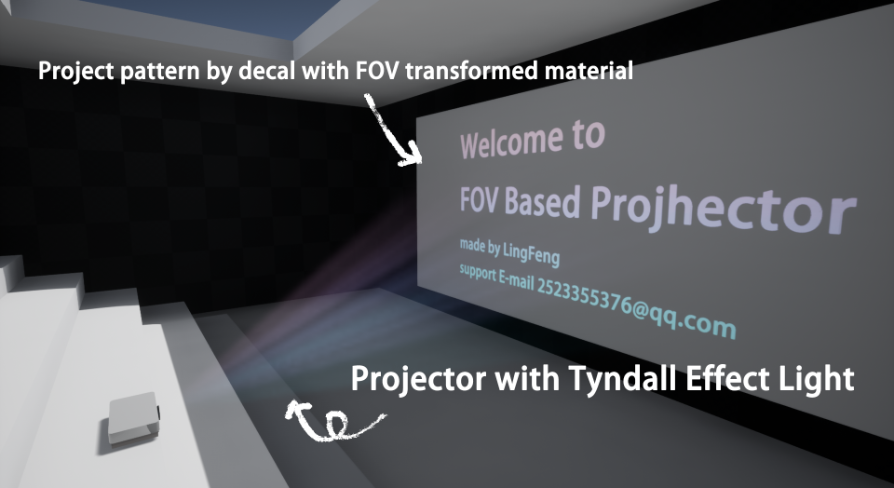 Project pattern by decal with FOV transformed material
Welcome to
FOV Based Projhector
made by LingFeng
support E-mail 2523355376@qq.com
Projector with Tyndall Effect Light